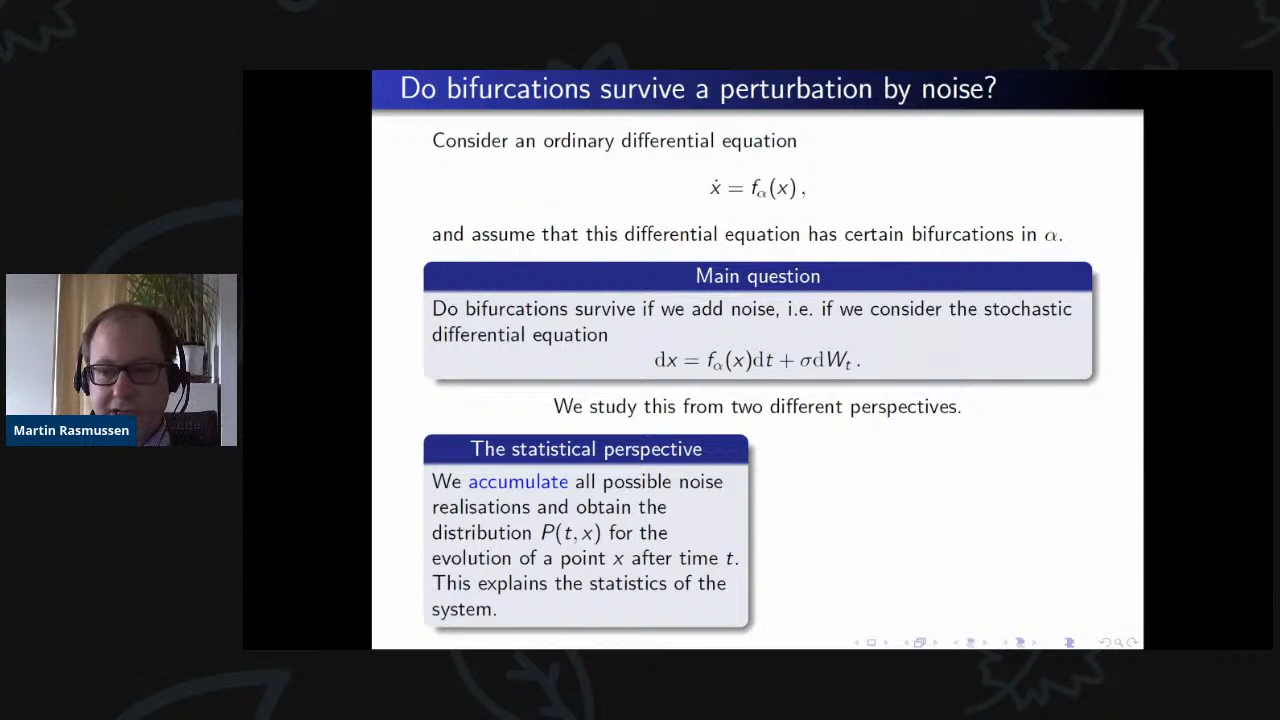 Do bifurcations survive a perturbation by noise?
Consider an ordinary differential equation
ẋ = f_α(x),
and assume that this differential equation has certain bifurcations in α.
Main question
Do bifurcations survive if we add noise, i.e. if we consider the stochastic
differential equation
dx = f_α(x)dt + σdW_t.
We study this from two different perspectives.
The statistical perspective
We accumulate all possible noise
realisations and obtain the
distribution P(t, x) for the
evolution of a point x after time t.
This explains the statistics of the
system.
Martin Rasmussen